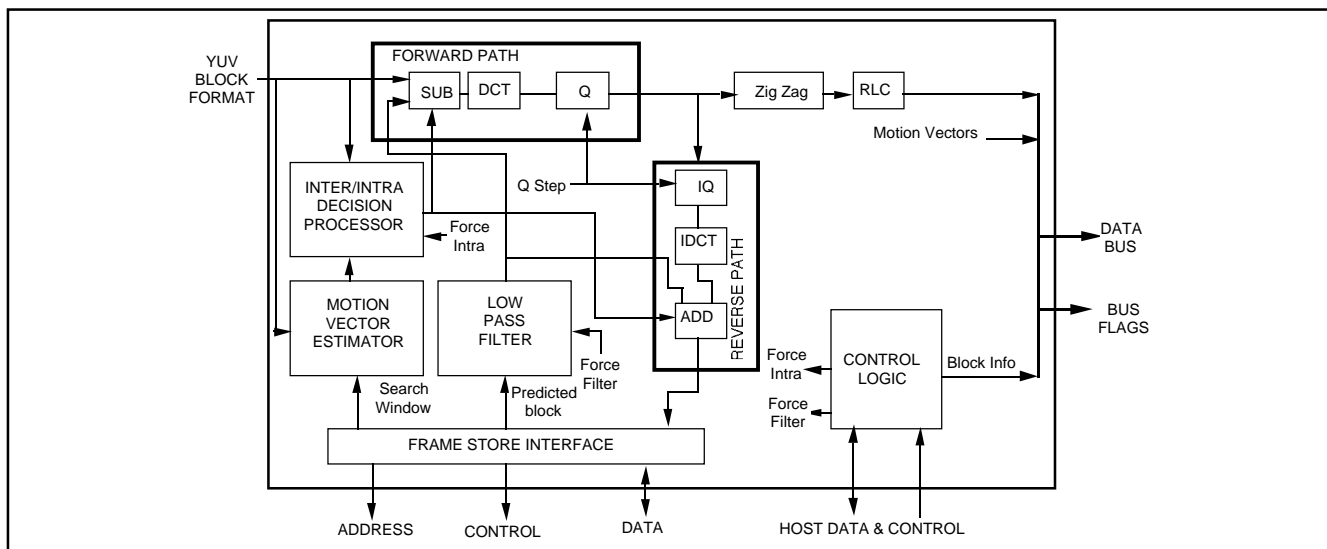 FORWARD PATH
YUV
BLOCK
FORMAT
SUB
DCT
Q
Zig Zag
RLC
Motion Vectors
INTER/INTRA
DECISION
PROCESSOR
Q Step
IQ
Force
Intra
IDCT
REVERSE PATH
DATA
BUS
MOTION
VECTOR
ESTIMATOR
LOW
PASS
FILTER
ADD
BUS
FLAGS
Force
Filter
Force
Intra
CONTROL
LOGIC
Block Info
Search
Window
Predicted
block
Force
Filter
FRAME STORE INTERFACE
ADDRESS
CONTROL
DATA
HOST DATA & CONTROL